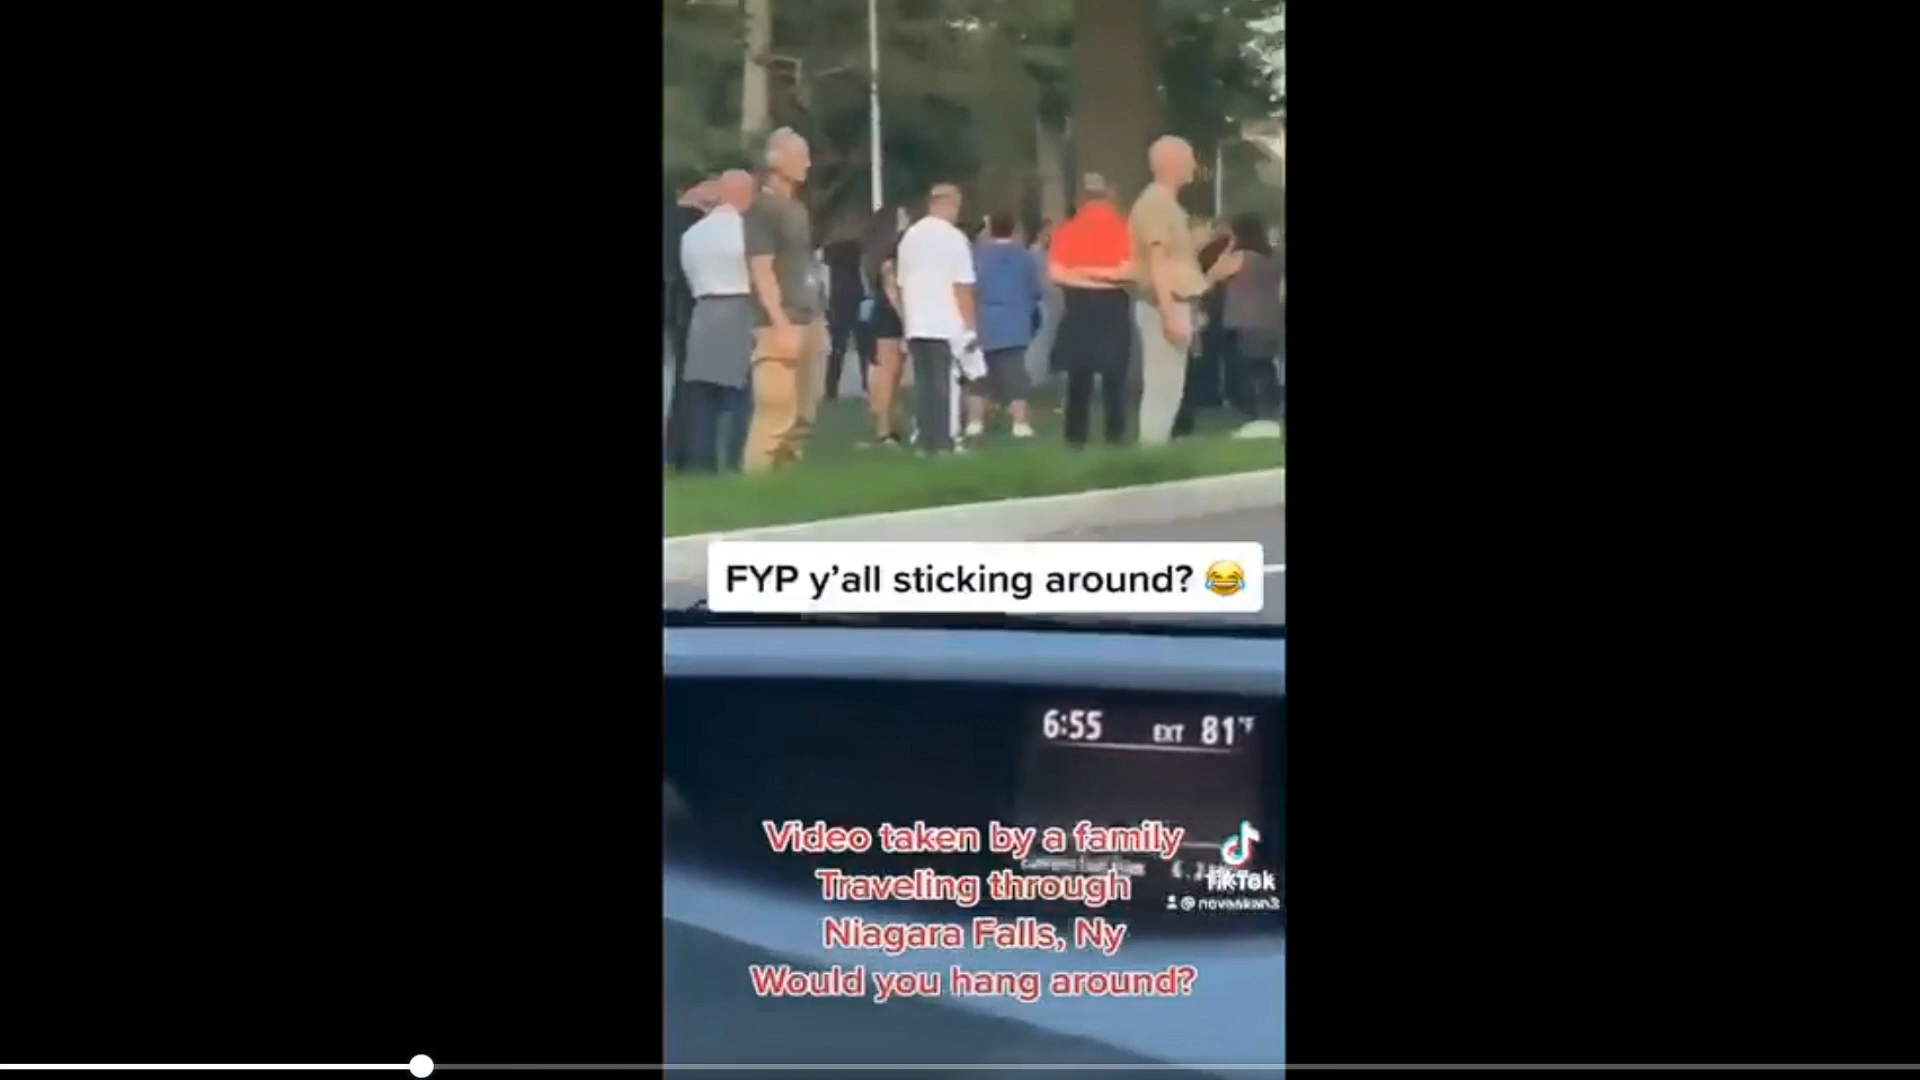 FYP y'all sticking around? 😂
6:55 EXT 81°F
Video taken by a family
Traveling through
Niagara Falls, Ny
Would you hang around?
TikTok